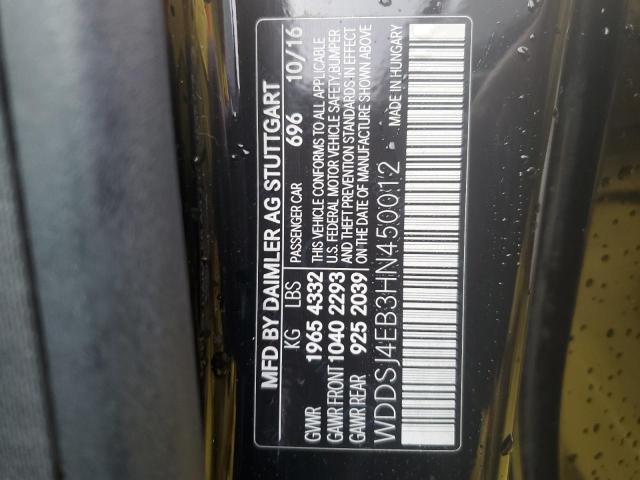 MFD BY DAIMLER AG STUTTGART
KG LBS PASSENGER CAR 696 10/16
GVWR 1965 4332 THIS VEHICLE CONFORMS TO ALL APPLICABLE
GAWR FRONT 1040 2293 U.S. FEDERAL MOTOR VEHICLE SAFETY, BUMPER
AND THEFT PREVENTION STANDARDS IN EFFECT
GAWR REAR 925 2039 ON THE DATE OF MANUFACTURE SHOWN ABOVE
WDDSJ4EB3HN450012 MADE IN HUNGARY